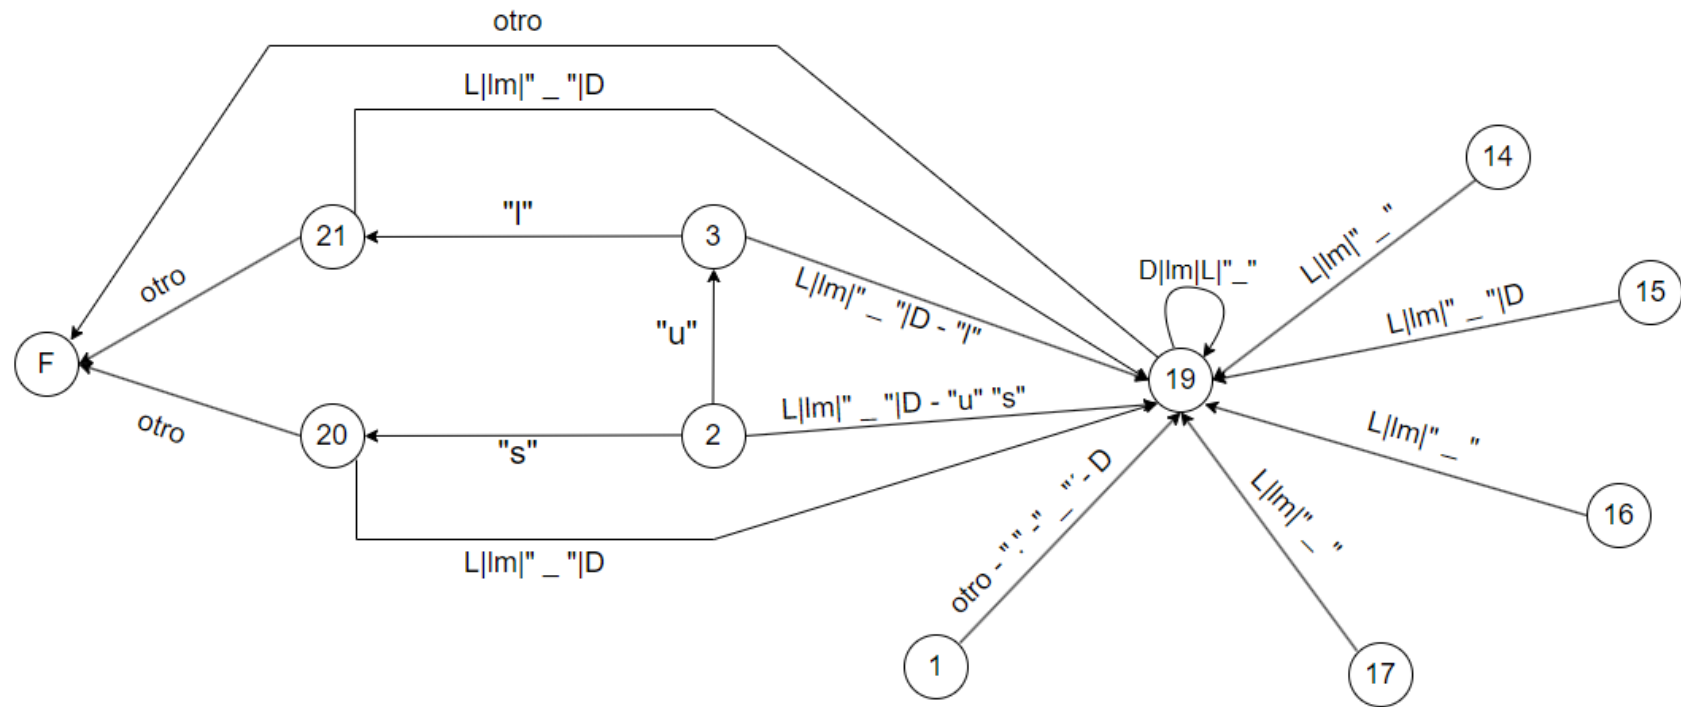 otro
L|lm|" _ "|D
14
"l"
21
3
L|lm|"_"
D|lm|L|"_"
15
otro
L|lm|"_ "|D - "l"
L|lm|" _ "|D
"u"
F
19
L|lm|" _ "|D - "u" "s"
otro
20
"s"
2
L|lm|"_ "
otro - "." -" _ "´- D
L|lm|"_ "
16
L|lm|" _ "|D
1
17